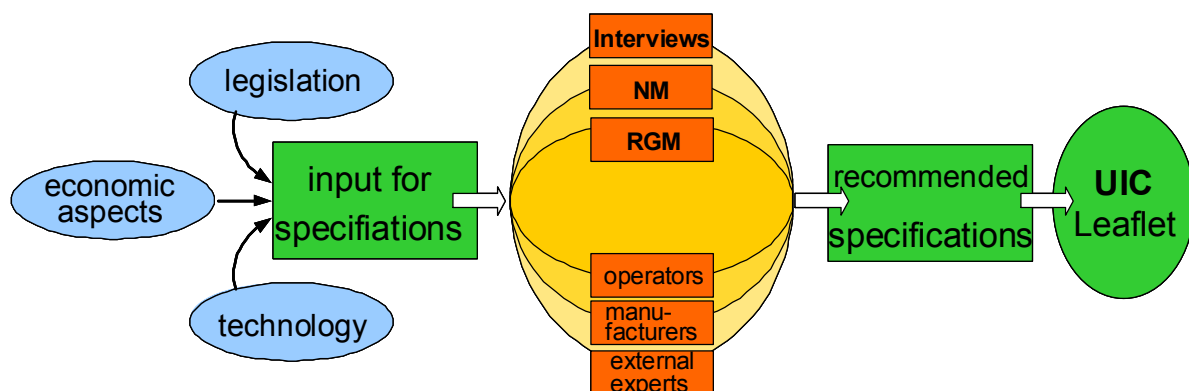 legislation
economic
aspects
technology
input for
specifiations
Interviews
NM
RGM
operators
manu-
facturers
external
experts
recommended
specifications
UIC
Leaflet